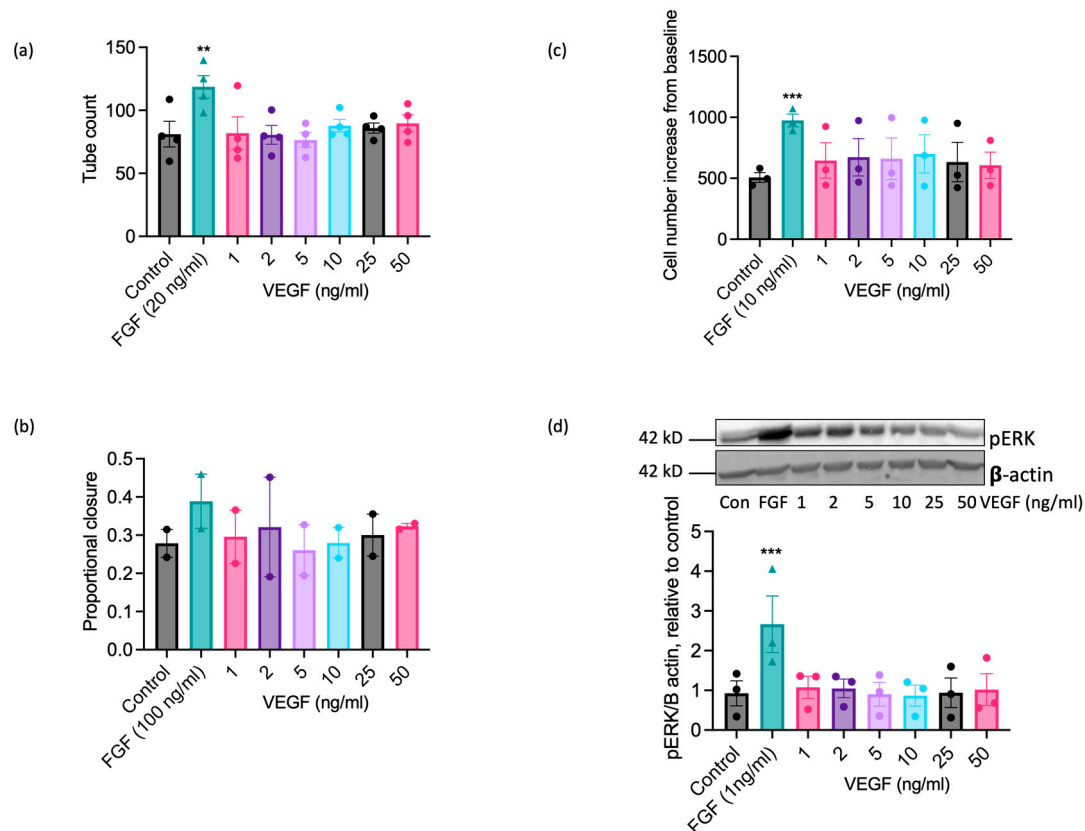 (a)
Tube count
150
100
50
0
**
Control
FGF (20 ng/ml)
1
2
5
10
25
50
VEGF (ng/ml)
(c)
Cell number increase from baseline
1500
1000
500
0
***
Control
FGF (10 ng/ml)
1
2
5
10
25
50
VEGF (ng/ml)
(b)
Proportional closure
0.5
0.4
0.3
0.2
0.1
0.0
Control
FGF (100 ng/ml)
1
2
5
10
25
50
VEGF (ng/ml)
(d)
42 kD
pERK
42 kD
β-actin
Con FGF 1 2 5 10 25 50 VEGF (ng/ml)
pERK/B actin, relative to control
5
4
3
2
1
0
***
Control
FGF (1ng/ml)
1
2
5
10
25
50
VEGF (ng/ml)